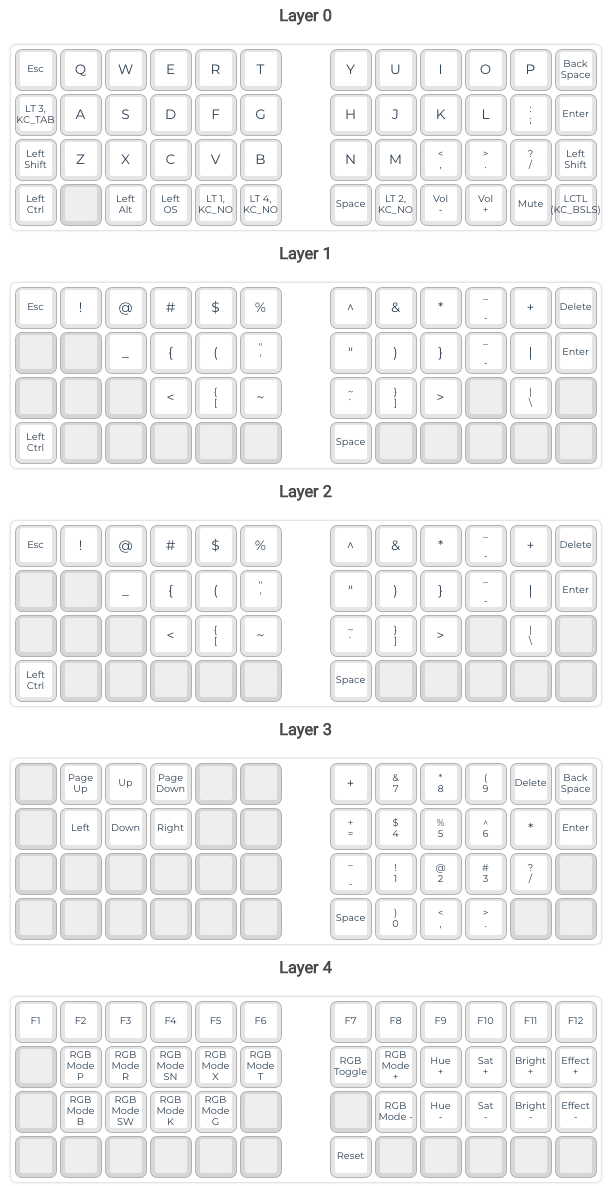 Layer 0
Esc Q W E R T Y U I O P Back Space
LT 3, KC_TAB A S D F G H J K L : ; Enter
Left Shift Z X C V B N M < , > . ? / Left Shift
Left Ctrl Left Alt Left OS LT 1, KC_NO LT 4, KC_NO Space LT 2, KC_NO Vol - Vol + Mute LCTL (KC_BSLS)
Layer 1
Esc ! @ # $ % ^ & * _ - + Delete
_ { ( " ' " ) } _ - | Enter
< { [ ~ ~ ` } ] > | \
Left Ctrl Space
Layer 2
Esc ! @ # $ % ^ & * _ - + Delete
_ { ( " ' " ) } _ - | Enter
< { [ ~ ~ ` } ] > | \
Left Ctrl Space
Layer 3
Page Up Up Page Down + & 7 * 8 ( 9 Delete Back Space
Left Down Right + = $ 4 % 5 ^ 6 * Enter
_ - ! 1 @ 2 # 3 ? /
Space ) 0 < , > .
Layer 4
F1 F2 F3 F4 F5 F6 F7 F8 F9 F10 F11 F12
RGB Mode P RGB Mode R RGB Mode SN RGB Mode X RGB Mode T RGB Toggle RGB Mode + Hue + Sat + Bright + Effect +
RGB Mode B RGB Mode SW RGB Mode K RGB Mode G RGB Mode - Hue - Sat - Bright - Effect -
Reset